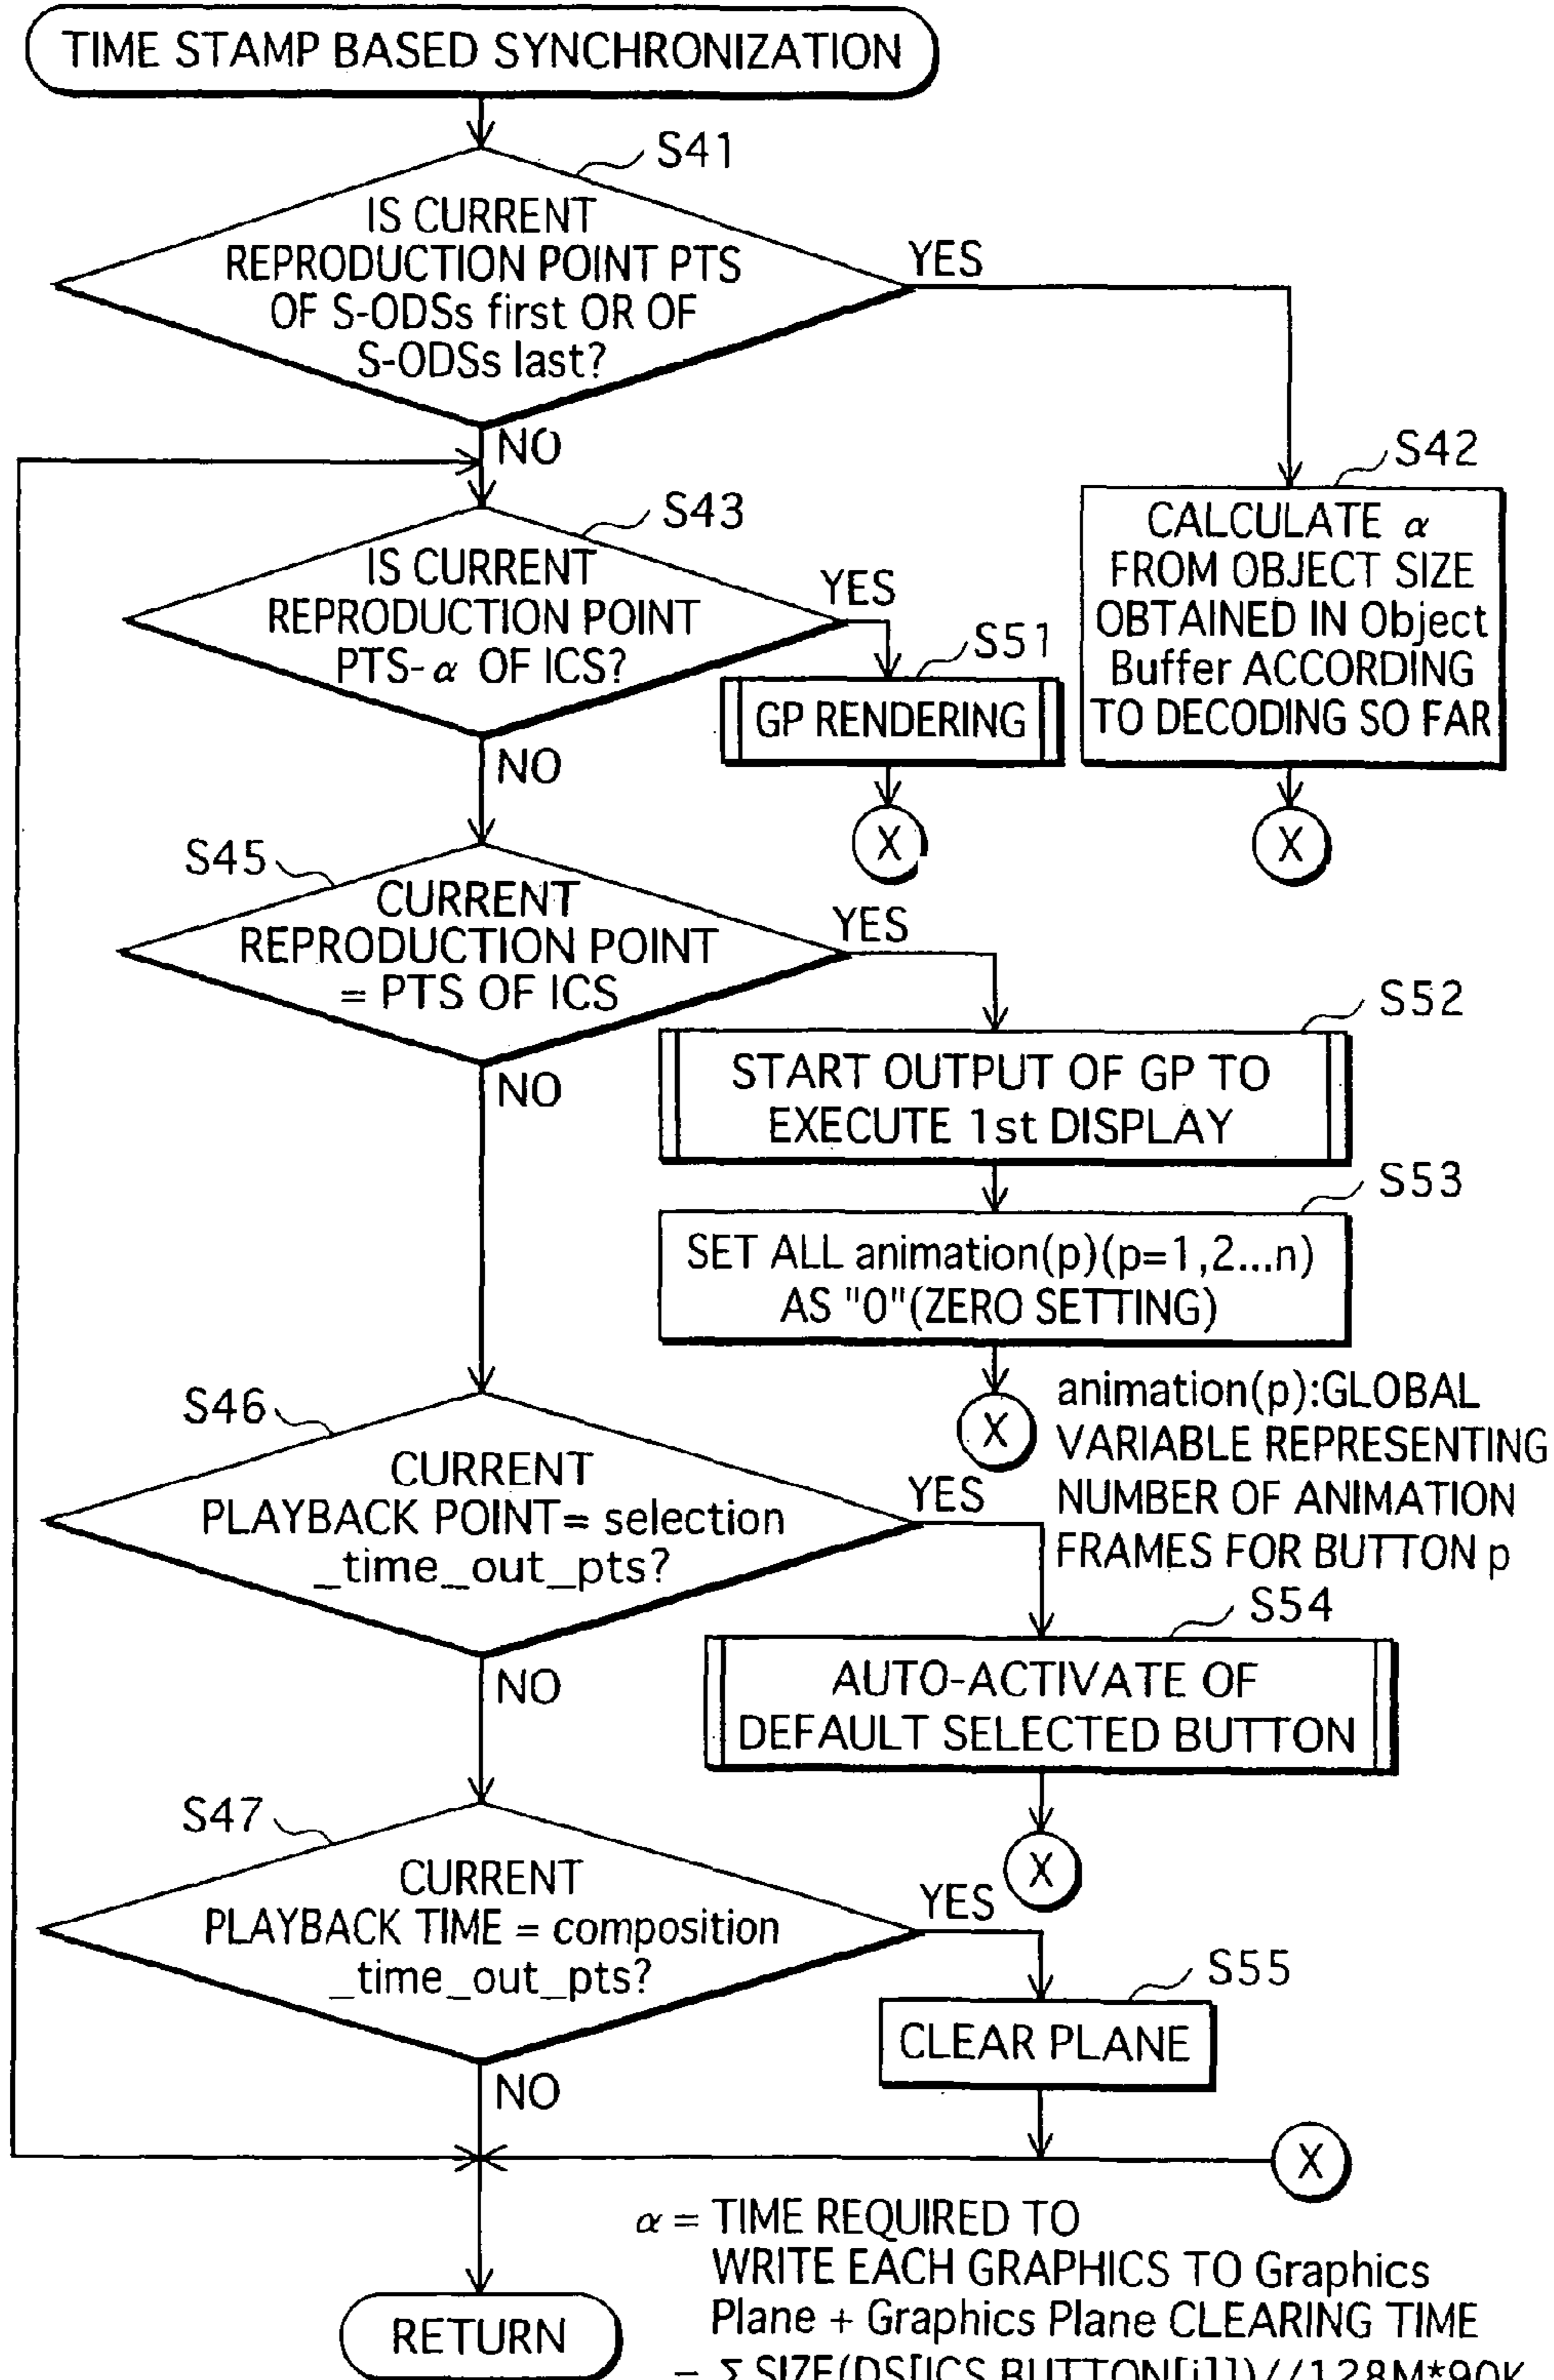 TIME STAMP BASED SYNCHRONIZATION
S41
IS CURRENT
REPRODUCTION POINT PTS
OF S-ODSs first OR OF
S-ODSs last?
YES
NO
S42
CALCULATE α
FROM OBJECT SIZE
OBTAINED IN Object
Buffer ACCORDING
TO DECODING SO FAR
X
S43
IS CURRENT
REPRODUCTION POINT
PTS-α OF ICS?
YES
NO
S51
GP RENDERING
X
S45
CURRENT
REPRODUCTION POINT
= PTS OF ICS
YES
NO
S52
START OUTPUT OF GP TO
EXECUTE 1st DISPLAY
S53
SET ALL animation(p)(p=1,2...n)
AS "0"(ZERO SETTING)
X
animation(p):GLOBAL
VARIABLE REPRESENTING
NUMBER OF ANIMATION
FRAMES FOR BUTTON p
S46
CURRENT
PLAYBACK POINT= selection
_time_out_pts?
YES
NO
S54
AUTO-ACTIVATE OF
DEFAULT SELECTED BUTTON
X
S47
CURRENT
PLAYBACK TIME = composition
_time_out_pts?
YES
NO
S55
CLEAR PLANE
X
RETURN
α = TIME REQUIRED TO
WRITE EACH GRAPHICS TO Graphics
Plane + Graphics Plane CLEARING TIME
= Σ SIZE(DS[ICS.BUTTON[i]])//128M*90K